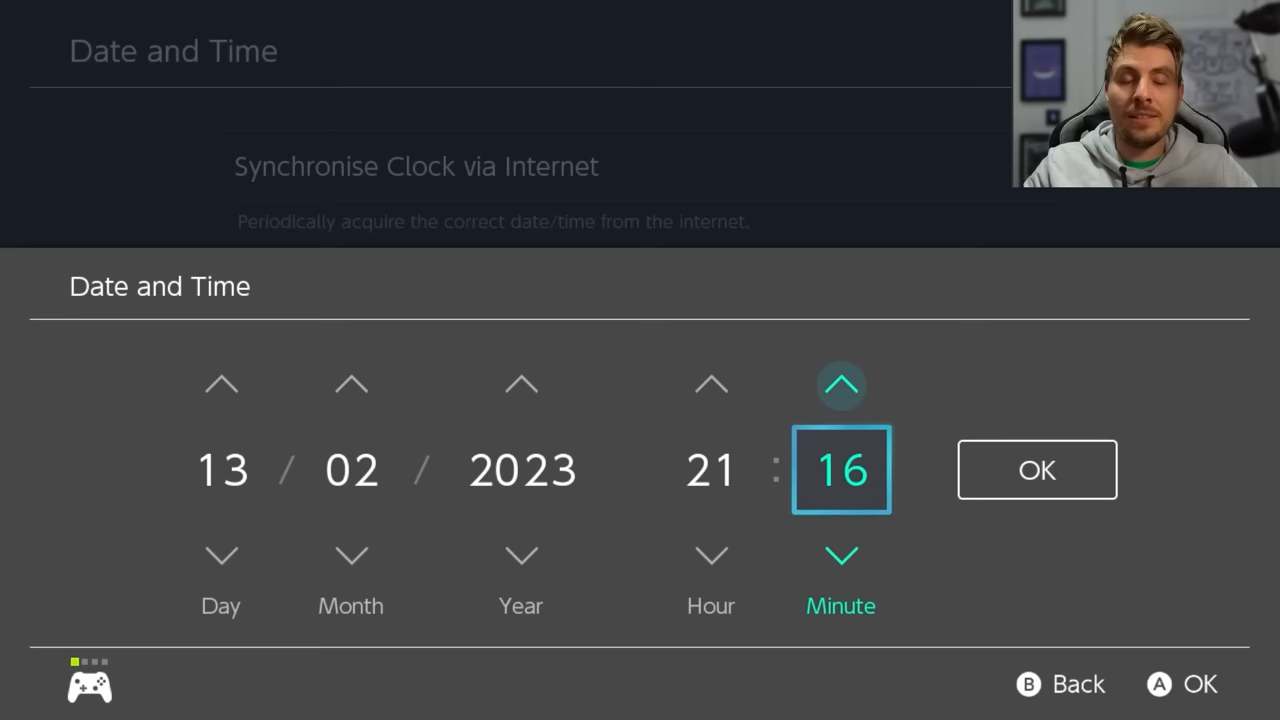 Date and Time
Synchronise Clock via Internet
Periodically acquire the correct date/time from the internet.
Date and Time
13 / 02 / 2023 21 : 16 OK
Day Month Year Hour Minute
B Back A OK